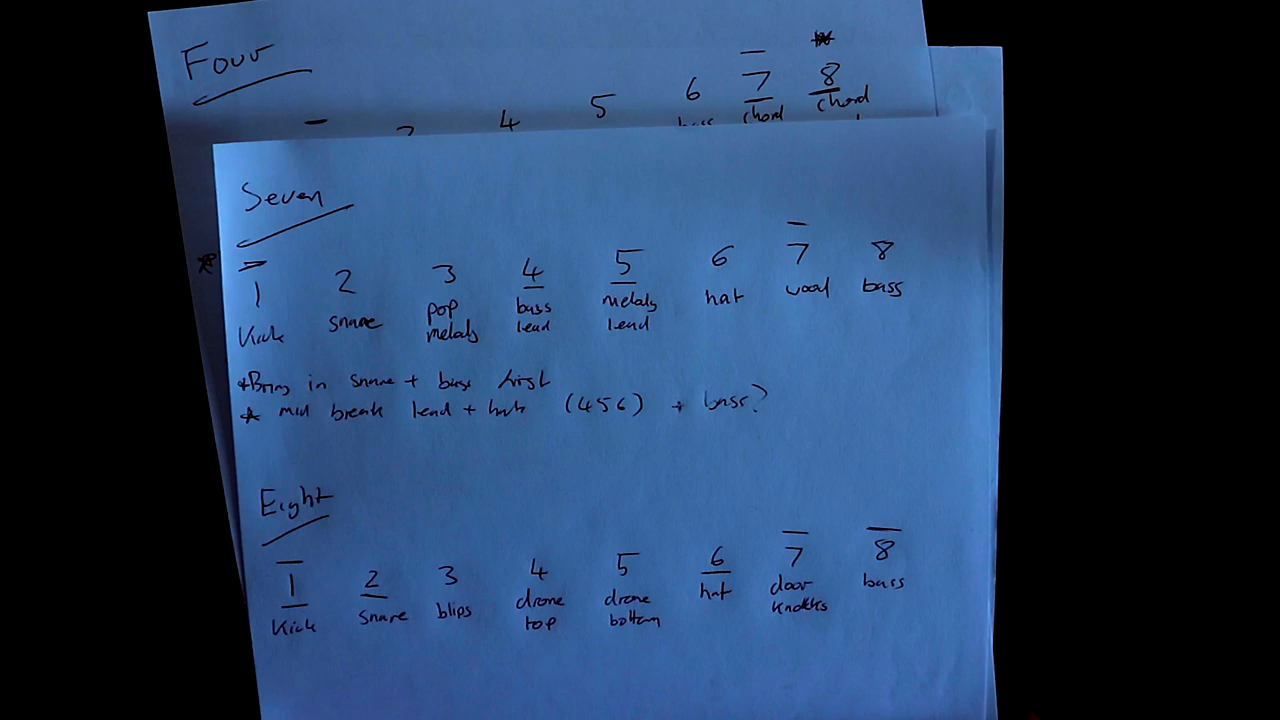 Four
4 5 6 7 8
chord chord
Seven
1 2 3 4 5 6 7 8
Kick snare pop bass melody hat wood bass
melody lead lead
*Bring in snare + bass first
* mid break lead + hats (456) + bass?
Eight
1 2 3 4 5 6 7 8
Kick snare blips drone drone hat door bass
top bottom knocks